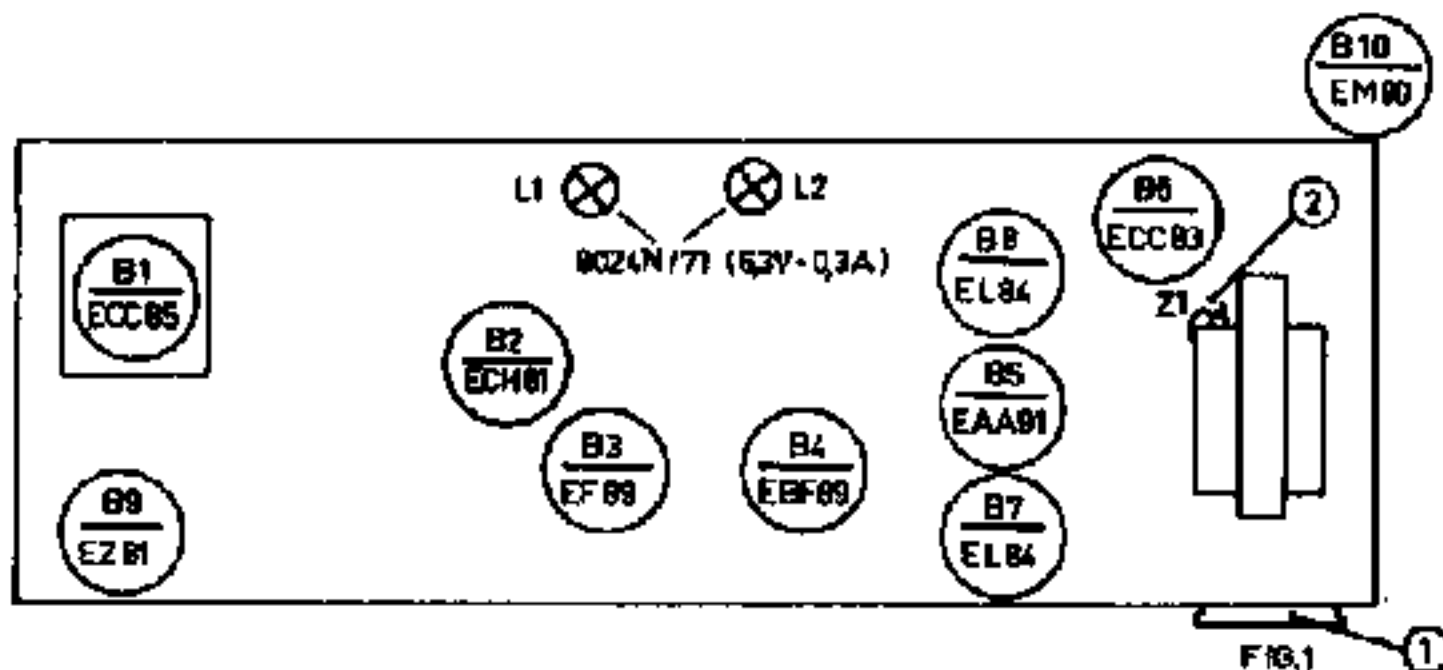 B10
EM80
L1
L2
8024N/71 (6,3V-0,3A)
B6
ECC83
2
B8
EL84
Z1
B1
ECC85
B2
ECH81
B5
EAA91
B3
EF89
B4
EBF89
B9
EZ81
B7
EL84
FIG.1
1